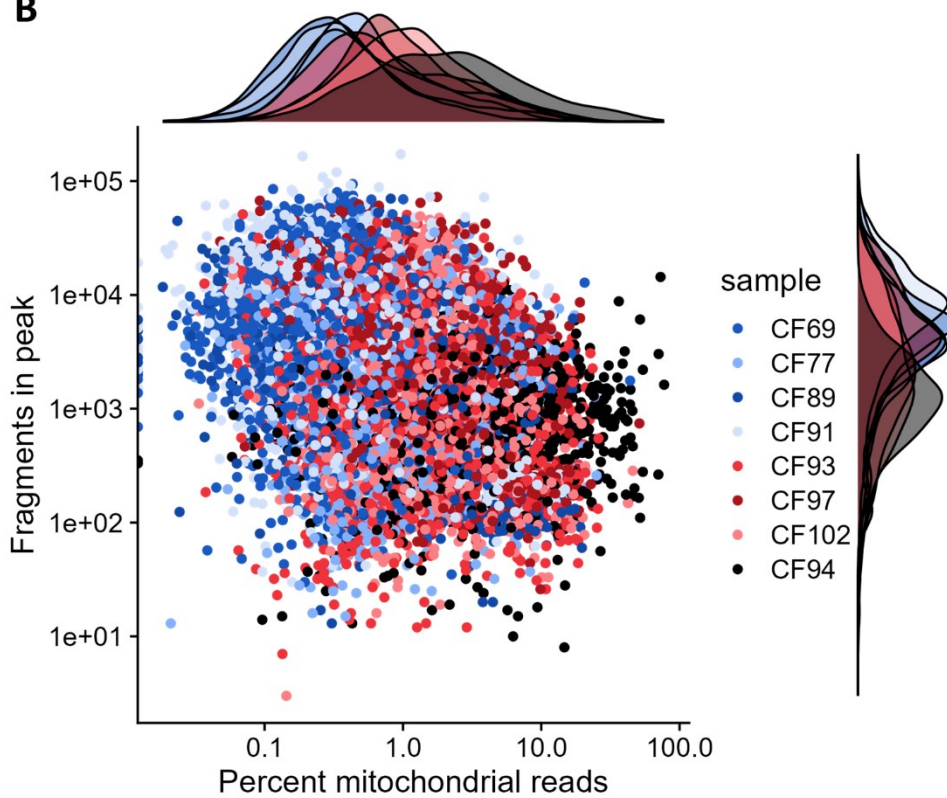 B
1e+05
1e+04
1e+03
1e+02
1e+01
Fragments in peak
0.1 1.0 10.0 100.0
Percent mitochondrial reads
sample
CF69
CF77
CF89
CF91
CF93
CF97
CF102
CF94